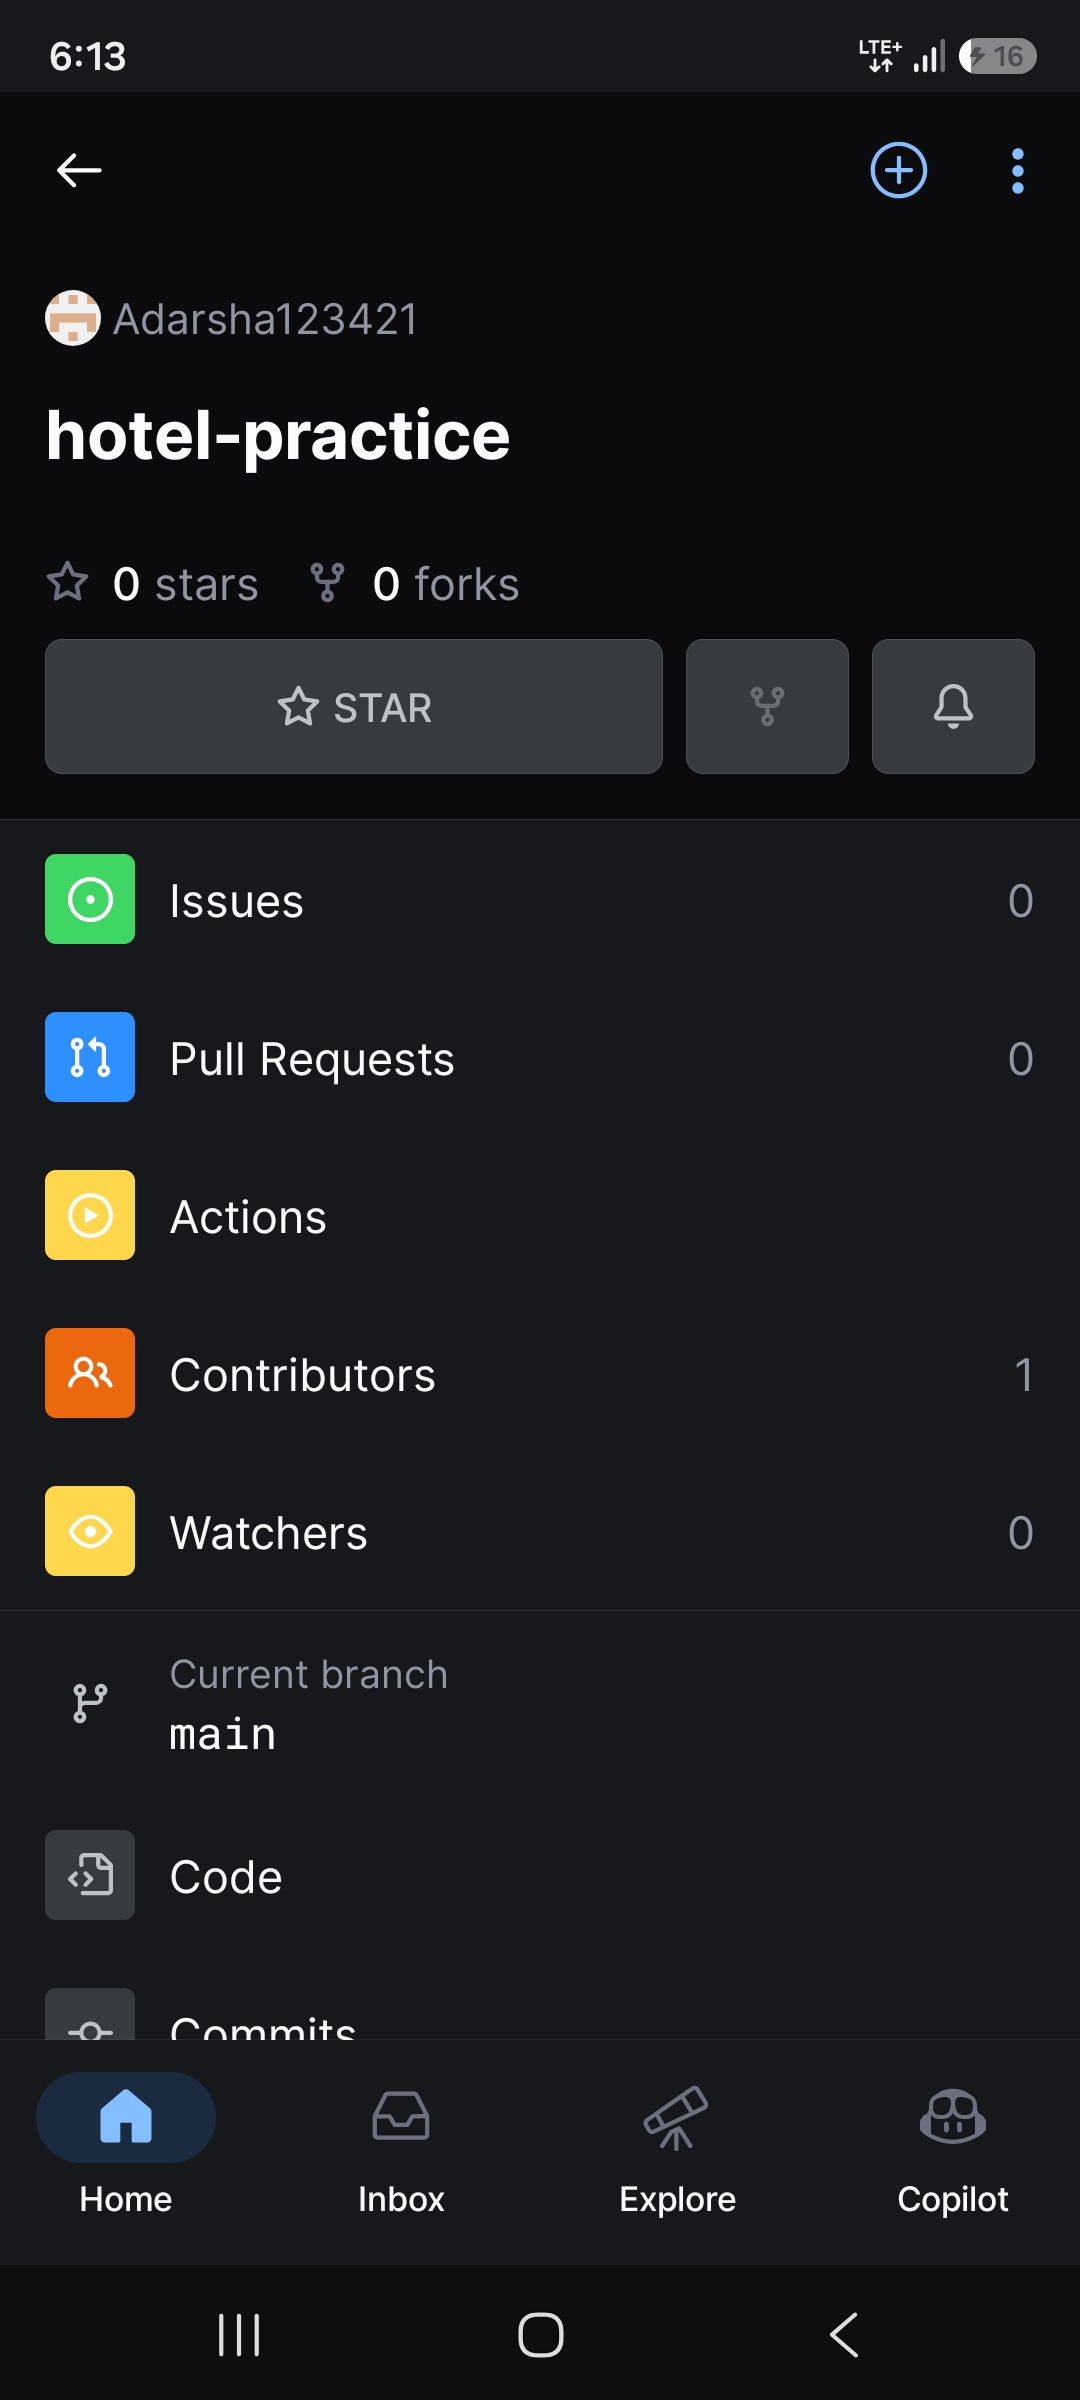 6:13
LTE+
16
Adarsha123421
hotel-practice
0 stars 0 forks
STAR
Issues 0
Pull Requests 0
Actions
Contributors 1
Watchers 0
Current branch
main
Code
Commits
Home Inbox Explore Copilot